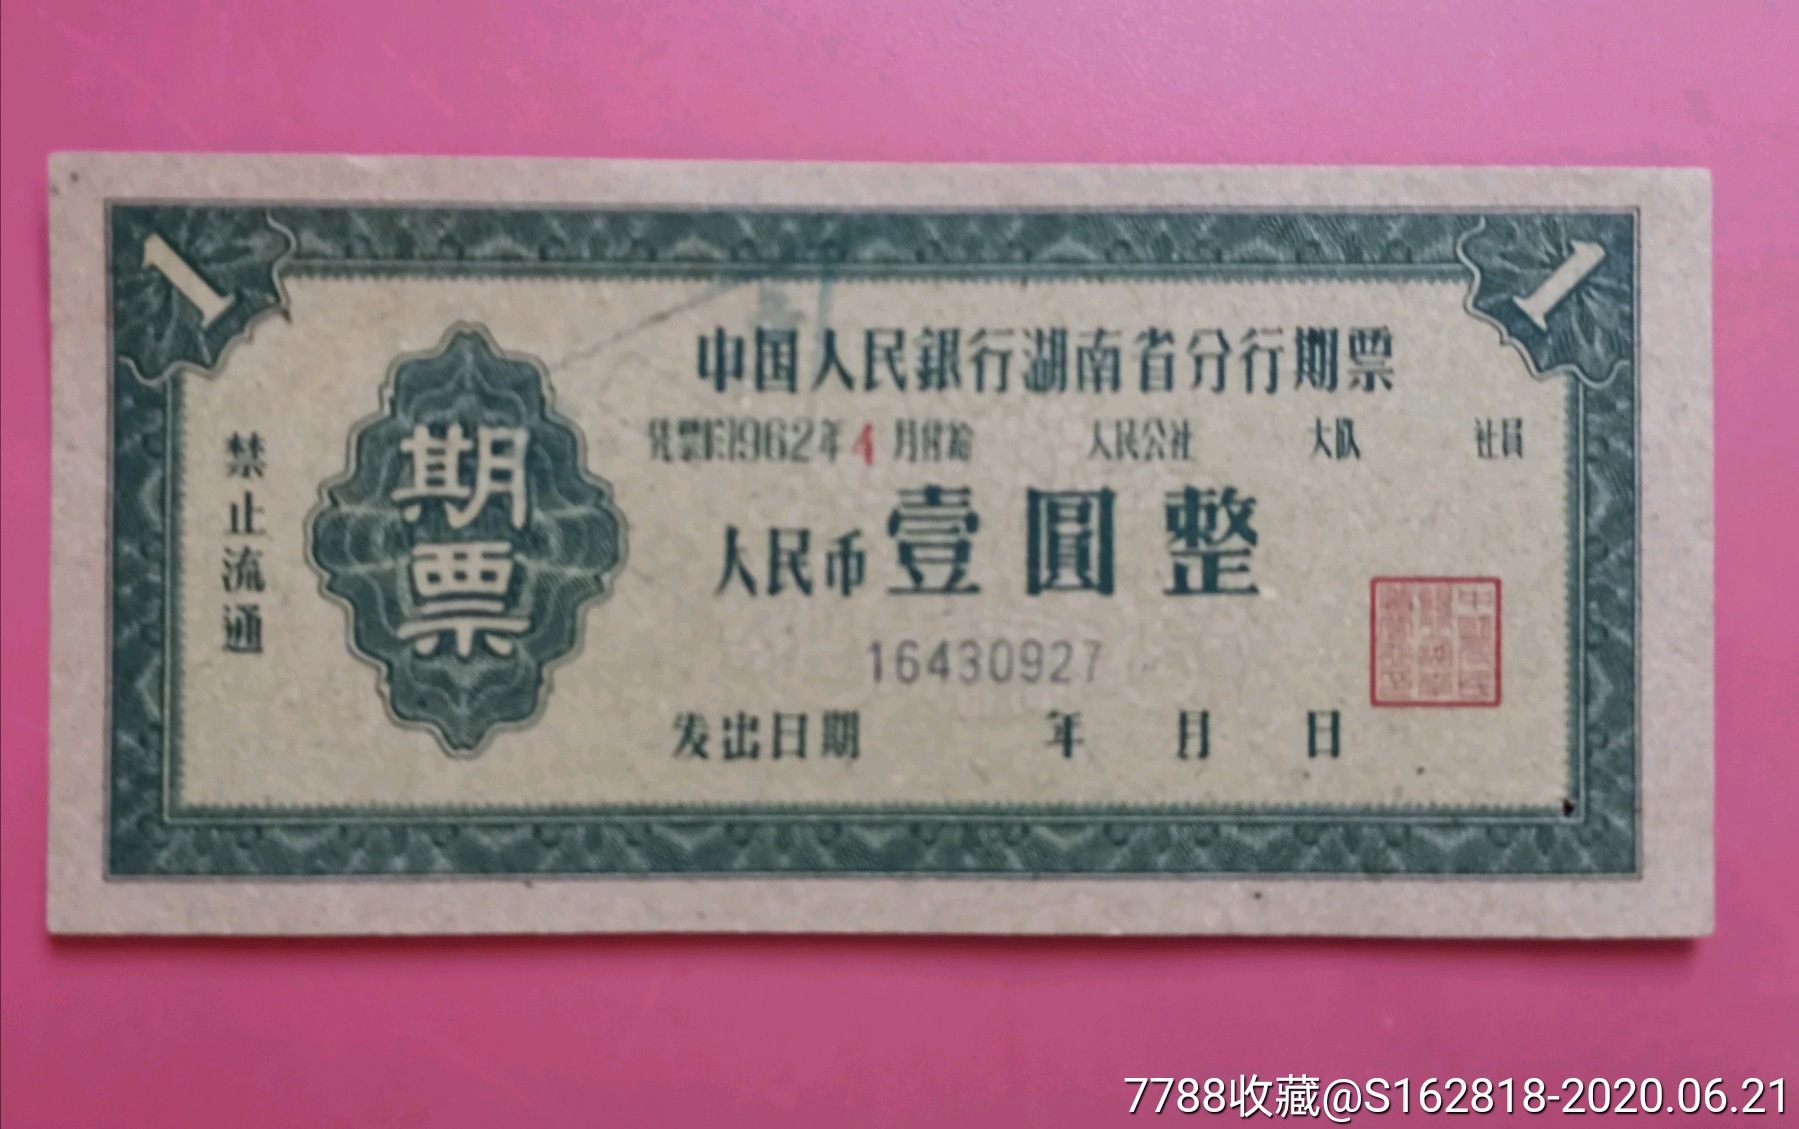 1
1
中国人民銀行湖南省分行期票
凭票於1962年4月付給 人民公社 大队 社員
期票
禁止流通
人民币壹圓整
16430927
发出日期 年 月 日
7788收藏@S162818-2020.06.21